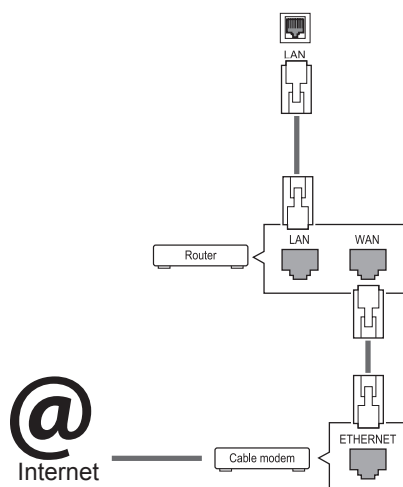 LAN
LAN
WAN
Router
ETHERNET
@
Internet
Cable modem